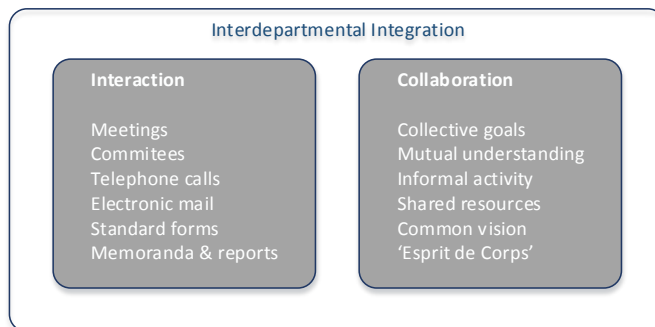 Interdepartmental Integration
Interaction
Meetings
Commitees
Telephone calls
Electronic mail
Standard forms
Memoranda & reports
Collaboration
Collective goals
Mutual understanding
Informal activity
Shared resources
Common vision
‘Esprit de Corps’